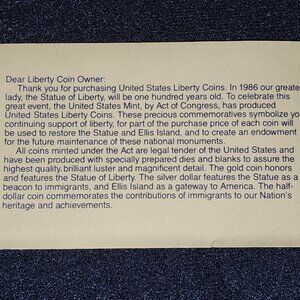 Dear Liberty Coin Owner:
Thank you for purchasing United States Liberty Coins. In 1986 our great
lady, the Statue of Liberty, will be one hundred years old. To celebrate this
great event, the United States Mint, by Act of Congress, has produced
United States Liberty Coins. These precious commemoratives symbolize yo
continuing support of liberty, for part of the purchase price of each coin will
be used to restore the Statue and Ellis Island, and to create an endowment
for the future maintenance of these national monuments.
All coins minted under the Act are legal tender of the United States and
have been produced with specially prepared dies and blanks to assure the
highest quality, brilliant luster and magnificent detail. The gold coin honors
and features the Statue of Liberty. The silver dollar features the Statue as a
beacon to immigrants, and Ellis Island as a gateway to America. The half-
dollar coin commemorates the contributions of immigrants to our Nation's
heritage and achievements.